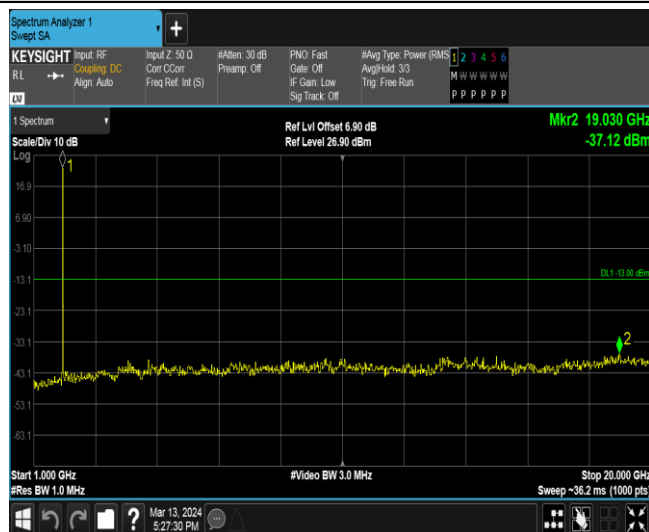 Spectrum Analyzer 1
Swept SA
+
KEYSIGHT
RL
LXI
Input: RF
Coupling: DC
Align: Auto
Input Z: 50 Ω
Corr CCorr
Freq Ref: Int (S)
#Atten: 30 dB
Preamp: Off
PNO: Fast
Gate: Off
IF Gain: Low
Sig Track: Off
#Avg Type: Power (RMS
Avg|Hold: 3/3
Trig: Free Run
1 2 3 4 5 6
M W W W W W
P P P P P P
1 Spectrum
Scale/Div 10 dB
Log
Ref Lvl Offset 6.90 dB
Ref Level 26.90 dBm
Mkr2 19.030 GHz
-37.12 dBm
1
16.9
6.90
-3.10
-13.1
DL1 -13.00 dBm
-23.1
-33.1
2
-43.1
-53.1
-63.1
Start 1.000 GHz
#Res BW 1.0 MHz
#Video BW 3.0 MHz
Stop 20.000 GHz
Sweep ~36.2 ms (1000 pts)
?
Mar 13, 2024
5:27:30 PM